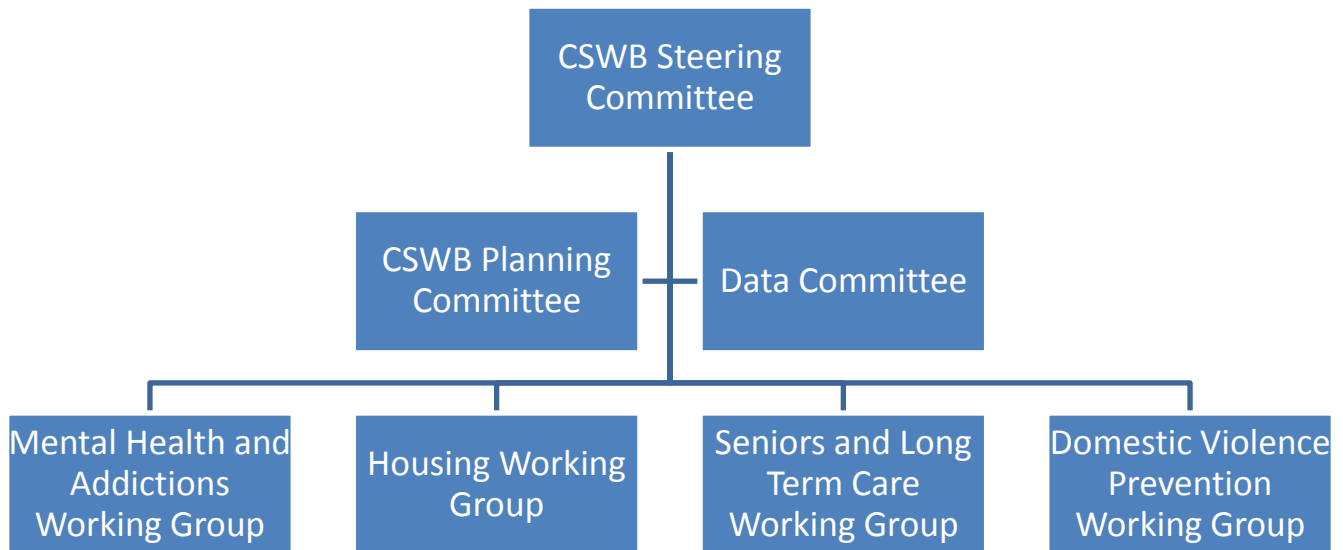 CSWB Steering
Committee
CSWB Planning
Committee
Data Committee
Mental Health and
Addictions
Working Group
Housing Working
Group
Seniors and Long
Term Care
Working Group
Domestic Violence
Prevention
Working Group